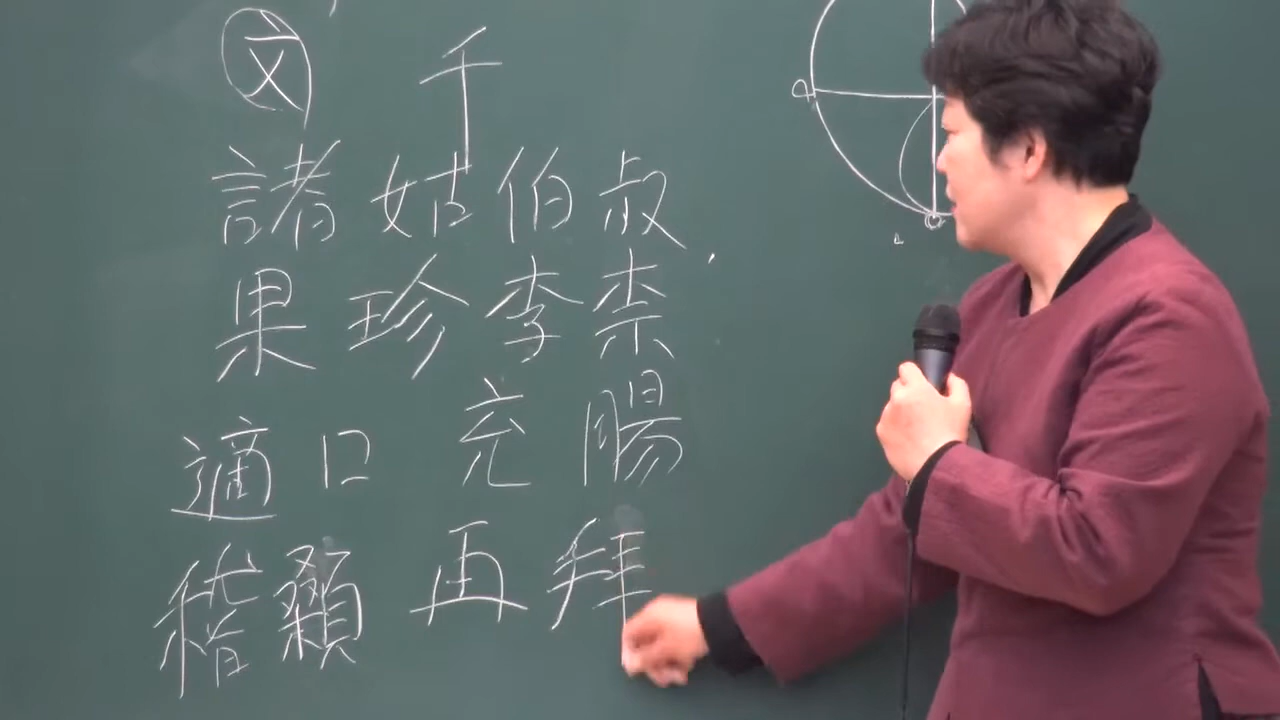 文 千
諸姑伯叔
果珍李柰
適口充腸
稽顙再拜